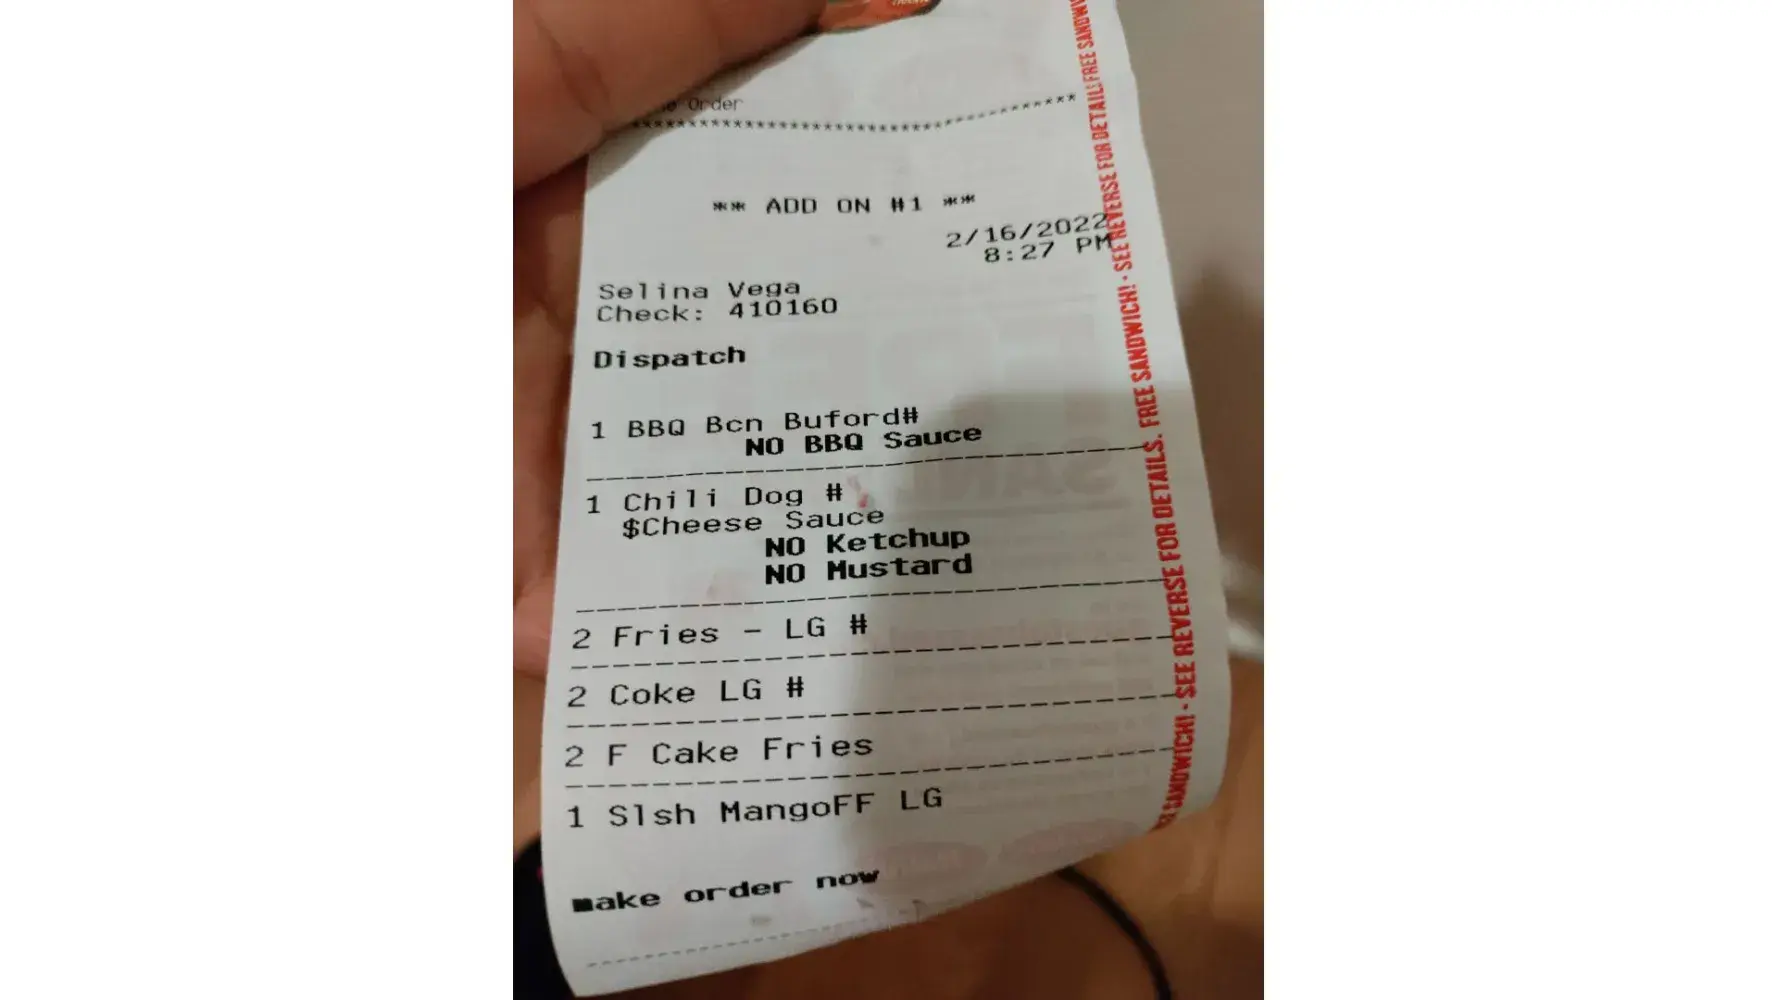 Order
** ADD ON #1 **
2/16/2022
8:27 PM
Selina Vega
Check: 410160
Dispatch
1 BBQ Bcn Buford#
NO BBQ Sauce
1 Chili Dog #
$Cheese Sauce
NO Ketchup
NO Mustard
2 Fries - LG #
2 Coke LG #
2 F Cake Fries
1 Slsh MangoFF LG
make order now
SANDWICH! • SEE REVERSE FOR DETAILS. FREE SANDWICH! • SEE REVERSE FOR DETAILS. FREE